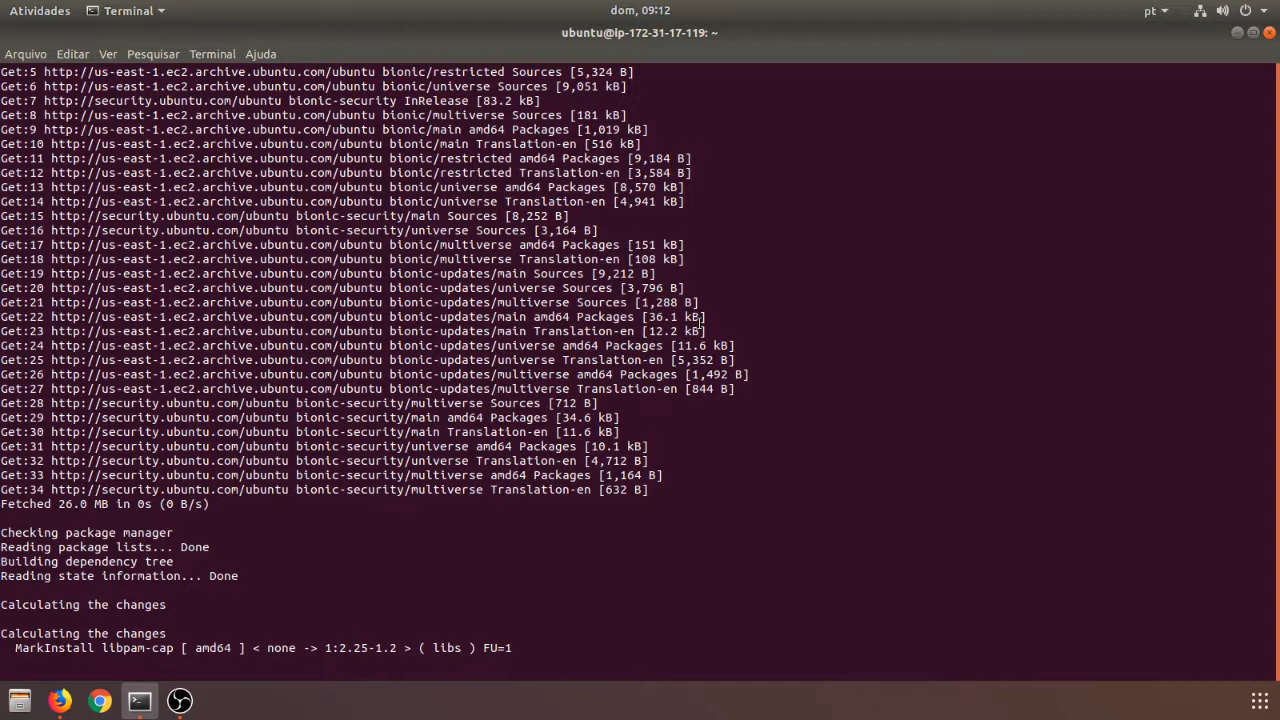 Atividades Terminal dom, 09:12 pt
ubuntu@ip-172-31-17-119: ~
Arquivo Editar Ver Pesquisar Terminal Ajuda
Get:5 http://us-east-1.ec2.archive.ubuntu.com/ubuntu bionic/restricted Sources [5,324 B]
Get:6 http://us-east-1.ec2.archive.ubuntu.com/ubuntu bionic/universe Sources [9,051 kB]
Get:7 http://security.ubuntu.com/ubuntu bionic-security InRelease [83.2 kB]
Get:8 http://us-east-1.ec2.archive.ubuntu.com/ubuntu bionic/multiverse Sources [181 kB]
Get:9 http://us-east-1.ec2.archive.ubuntu.com/ubuntu bionic/main amd64 Packages [1,019 kB]
Get:10 http://us-east-1.ec2.archive.ubuntu.com/ubuntu bionic/main Translation-en [516 kB]
Get:11 http://us-east-1.ec2.archive.ubuntu.com/ubuntu bionic/restricted amd64 Packages [9,184 B]
Get:12 http://us-east-1.ec2.archive.ubuntu.com/ubuntu bionic/restricted Translation-en [3,584 B]
Get:13 http://us-east-1.ec2.archive.ubuntu.com/ubuntu bionic/universe amd64 Packages [8,570 kB]
Get:14 http://us-east-1.ec2.archive.ubuntu.com/ubuntu bionic/universe Translation-en [4,941 kB]
Get:15 http://security.ubuntu.com/ubuntu bionic-security/main Sources [8,252 B]
Get:16 http://security.ubuntu.com/ubuntu bionic-security/universe Sources [3,164 B]
Get:17 http://us-east-1.ec2.archive.ubuntu.com/ubuntu bionic/multiverse amd64 Packages [151 kB]
Get:18 http://us-east-1.ec2.archive.ubuntu.com/ubuntu bionic/multiverse Translation-en [108 kB]
Get:19 http://us-east-1.ec2.archive.ubuntu.com/ubuntu bionic-updates/main Sources [9,212 B]
Get:20 http://us-east-1.ec2.archive.ubuntu.com/ubuntu bionic-updates/universe Sources [3,796 B]
Get:21 http://us-east-1.ec2.archive.ubuntu.com/ubuntu bionic-updates/multiverse Sources [1,288 B]
Get:22 http://us-east-1.ec2.archive.ubuntu.com/ubuntu bionic-updates/main amd64 Packages [36.1 kB]
Get:23 http://us-east-1.ec2.archive.ubuntu.com/ubuntu bionic-updates/main Translation-en [12.2 kB]
Get:24 http://us-east-1.ec2.archive.ubuntu.com/ubuntu bionic-updates/universe amd64 Packages [11.6 kB]
Get:25 http://us-east-1.ec2.archive.ubuntu.com/ubuntu bionic-updates/universe Translation-en [5,352 B]
Get:26 http://us-east-1.ec2.archive.ubuntu.com/ubuntu bionic-updates/multiverse amd64 Packages [1,492 B]
Get:27 http://us-east-1.ec2.archive.ubuntu.com/ubuntu bionic-updates/multiverse Translation-en [844 B]
Get:28 http://security.ubuntu.com/ubuntu bionic-security/multiverse Sources [712 B]
Get:29 http://security.ubuntu.com/ubuntu bionic-security/main amd64 Packages [34.6 kB]
Get:30 http://security.ubuntu.com/ubuntu bionic-security/main Translation-en [11.6 kB]
Get:31 http://security.ubuntu.com/ubuntu bionic-security/universe amd64 Packages [10.1 kB]
Get:32 http://security.ubuntu.com/ubuntu bionic-security/universe Translation-en [4,712 B]
Get:33 http://security.ubuntu.com/ubuntu bionic-security/multiverse amd64 Packages [1,164 B]
Get:34 http://security.ubuntu.com/ubuntu bionic-security/multiverse Translation-en [632 B]
Fetched 26.0 MB in 0s (0 B/s)
Checking package manager
Reading package lists... Done
Building dependency tree
Reading state information... Done
Calculating the changes
Calculating the changes
MarkInstall libpam-cap [ amd64 ] < none -> 1:2.25-1.2 > ( libs ) FU=1